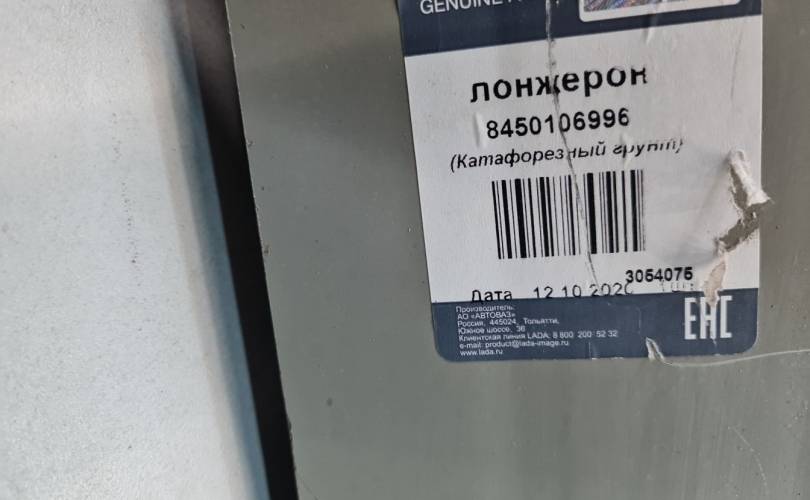 GENUINE
лонжерон
8450106996
(Катафорезный грунт)
3054075
Дата 12 10 2020
Производитель:
АО «АВТОВАЗ»
Россия, 445024, Тольятти,
Южное шоссе, 36
Клиентская линия LADA: 8 800 200 52 32
e-mail: product@lada-image.ru
www.lada.ru
EAC